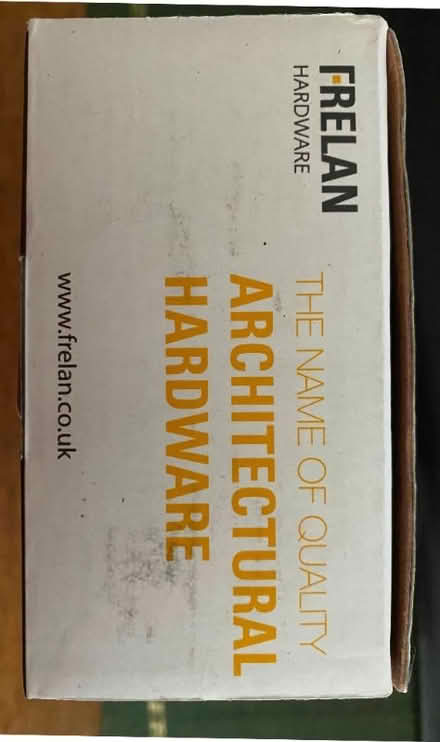 FRELAN
HARDWARE
THE NAME OF QUALITY
ARCHITECTURAL
HARDWARE
www.frelan.co.uk